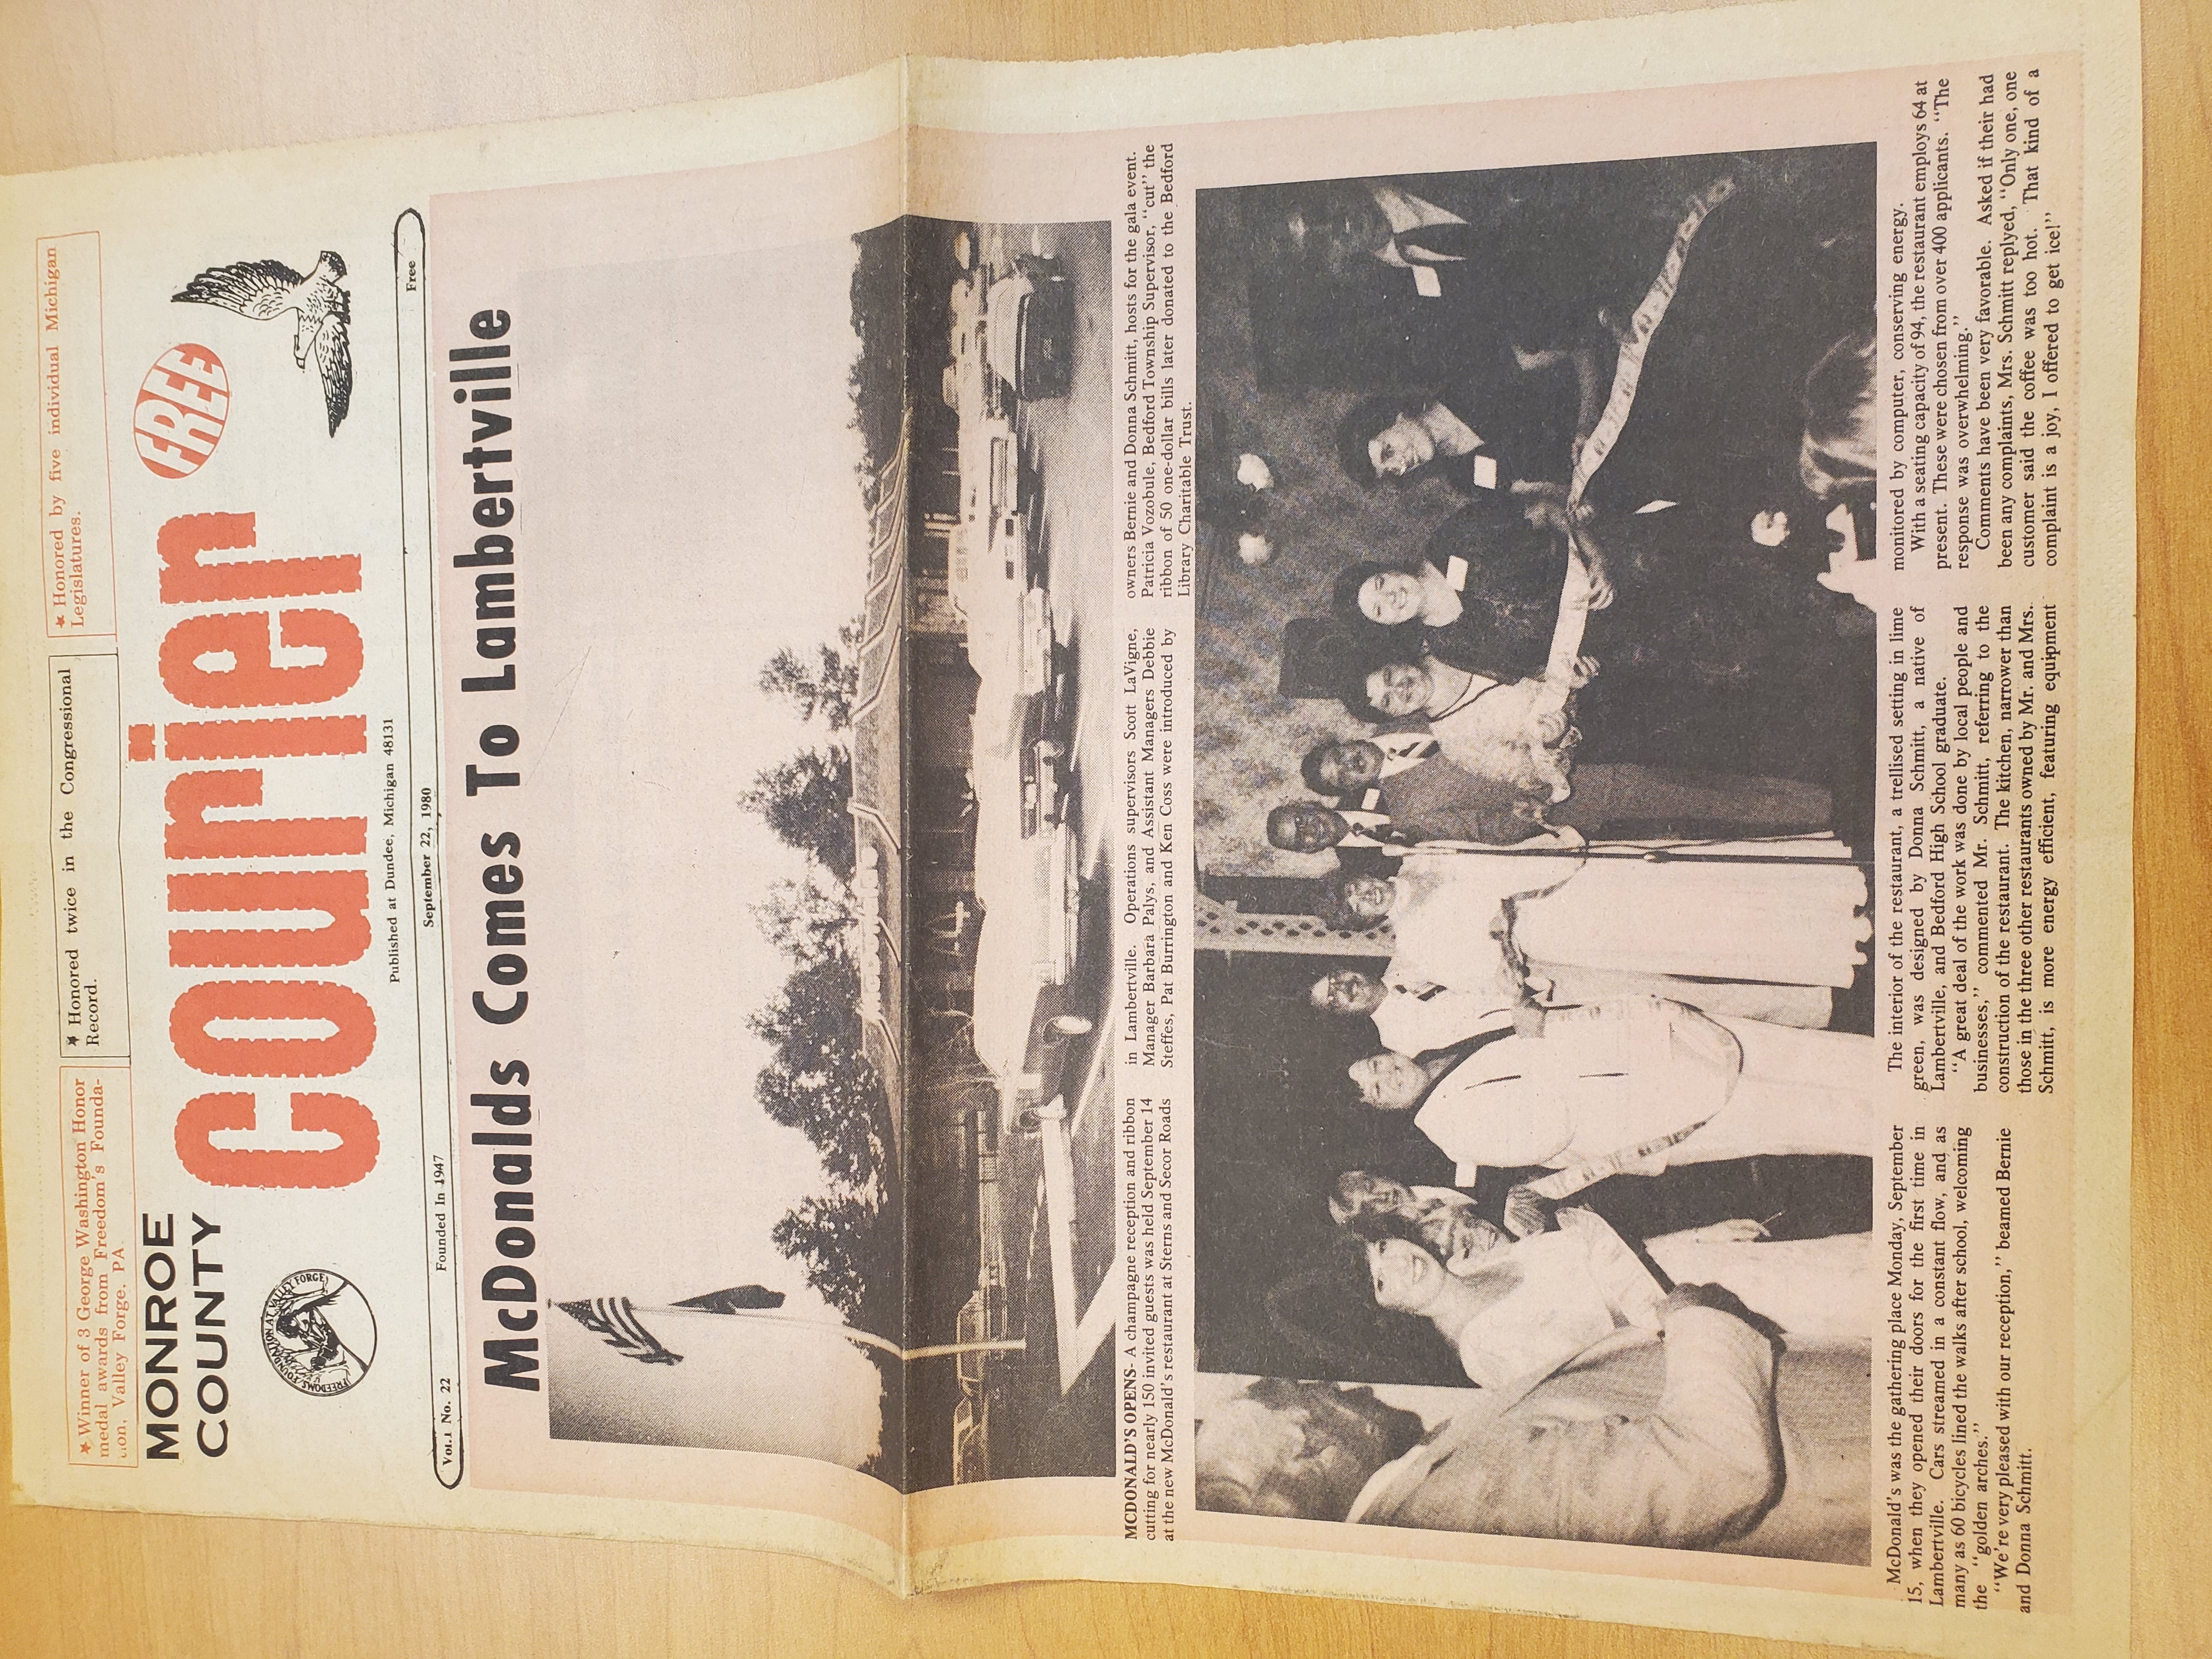 ★Winner of 3 George Washington Honor
medal awards from Freedom's Founda-
tion, Valley Forge. PA.
★ Honored twice in the Congressional
Record.
★ Honored by five individual Michigan
Legislatures.
MONROE
COUNTY
courier
FREE
FREEDOMS FOUNDATION AT VALLEY FORGE
Published at Dundee, Michigan 48131
Vol.1 No. 22
Founded In 1947
September 22, 1980
Free
McDonalds Comes To Lambertville
McDonald's
MCDONALD'S OPENS- A champagne reception and ribbon
cutting for nearly 150 invited guests was held September 14
at the new McDonald's restaurant at Sterns and Secor Roads
in Lambertville. Operations supervisors Scott LaVigne,
Manager Barbara Palys, and Assistant Managers Debbie
Steffes, Pat Burrington and Ken Coss were introduced by
owners Bernie and Donna Schmitt, hosts for the gala event.
Patricia Vozobule, Bedford Township Supervisor, "cut" the
ribbon of 50 one-dollar bills later donated to the Bedford
Library Charitable Trust.
McDonald's was the gathering place Monday, September
15, when they opened their doors for the first time in
Lambertville. Cars streamed in a constant flow, and as
many as 60 bicycles lined the walks after school, welcoming
the "golden arches."
"We're very pleased with our reception," beamed Bernie
and Donna Schmitt.
The interior of the restaurant, a trellised setting in lime
green, was designed by Donna Schmitt, a native of
Lambertville, and Bedford High School graduate.
"A great deal of the work was done by local people and
businesses," commented Mr. Schmitt, referring to the
construction of the restaurant. The kitchen, narrower than
those in the three other restaurants owned by Mr. and Mrs.
Schmitt, is more energy efficient, featuring equipment
monitored by computer, conserving energy.
With a seating capacity of 94, the restaurant employs 64 at
present. These were chosen from over 400 applicants. "The
response was overwhelming."
Comments have been very favorable. Asked if their had
been any complaints, Mrs. Schmitt replyed, "Only one, one
customer said the coffee was too hot. That kind of a
complaint is a joy, I offered to get ice!"